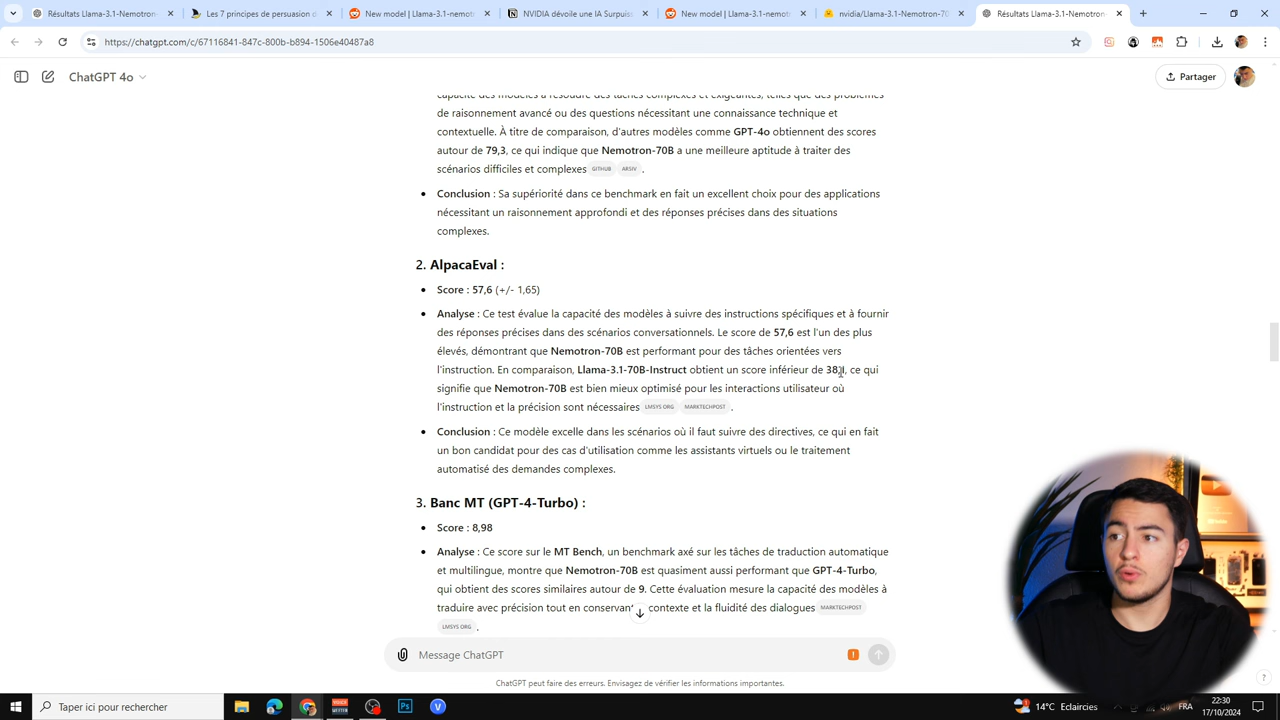 Résultats Llama-3.1-Nemotron-
Les 7 principes de persuasion d
New model | Llama-3.1-nemoti
NVIDIA dévoile une IA Surpuiss
New model | Llama-3.1-nemotr
nvidia/Llama-3.1-Nemotron-70
Résultats Llama-3.1-Nemotron
https://chatgpt.com/c/67116841-847c-800b-b894-1506e40487a8
ChatGPT 4o
Partager
capacité des modèles à résoudre des tâches complexes et exigeantes, telles que des problèmes
de raisonnement avancé ou des questions nécessitant une connaissance technique et
contextuelle. À titre de comparaison, d'autres modèles comme GPT-4o obtiennent des scores
autour de 79,3, ce qui indique que Nemotron-70B a une meilleure aptitude à traiter des
scénarios difficiles et complexes GITHUB ARXIV .
Conclusion : Sa supériorité dans ce benchmark en fait un excellent choix pour des applications
nécessitant un raisonnement approfondi et des réponses précises dans des situations
complexes.
2. AlpacaEval :
Score : 57,6 (+/- 1,65)
Analyse : Ce test évalue la capacité des modèles à suivre des instructions spécifiques et à fournir
des réponses précises dans des scénarios conversationnels. Le score de 57,6 est l'un des plus
élevés, démontrant que Nemotron-70B est performant pour des tâches orientées vers
l'instruction. En comparaison, Llama-3.1-70B-Instruct obtient un score inférieur de 38,1, ce qui
signifie que Nemotron-70B est bien mieux optimisé pour les interactions utilisateur où
l'instruction et la précision sont nécessaires LMSYS ORG MARKTECHPOST .
Conclusion : Ce modèle excelle dans les scénarios où il faut suivre des directives, ce qui en fait
un bon candidat pour des cas d'utilisation comme les assistants virtuels ou le traitement
automatisé des demandes complexes.
3. Banc MT (GPT-4-Turbo) :
Score : 8,98
Analyse : Ce score sur le MT Bench, un benchmark axé sur les tâches de traduction automatique
et multilingue, montre que Nemotron-70B est quasiment aussi performant que GPT-4-Turbo,
qui obtient des scores similaires autour de 9. Cette évaluation mesure la capacité des modèles à
traduire avec précision tout en conservant contexte et la fluidité des dialogues MARKTECHPOST
LMSYS ORG .
Message ChatGPT
ChatGPT peut faire des erreurs. Envisagez de vérifier les informations importantes.
Taper ici pour rechercher
14°C Eclaircies
FRA
22:30
17/10/2024